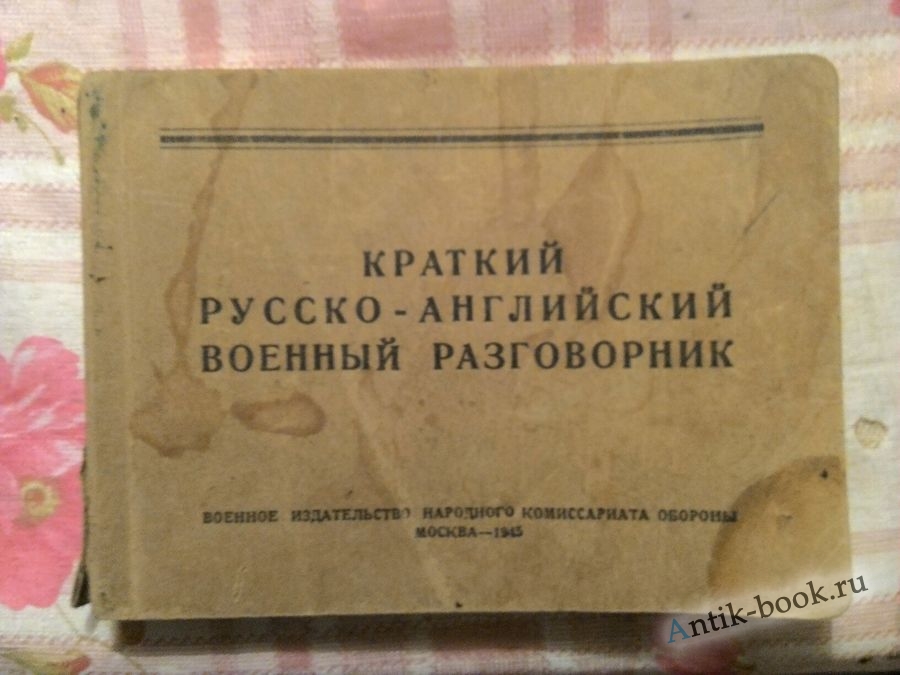 КРАТКИЙ
РУССКО-АНГЛИЙСКИЙ
ВОЕННЫЙ РАЗГОВОРНИК
ВОЕННОЕ ИЗДАТЕЛЬСТВО НАРОДНОГО КОМИССАРИАТА ОБОРОНЫ
МОСКВА—1945
Antik-book.ru